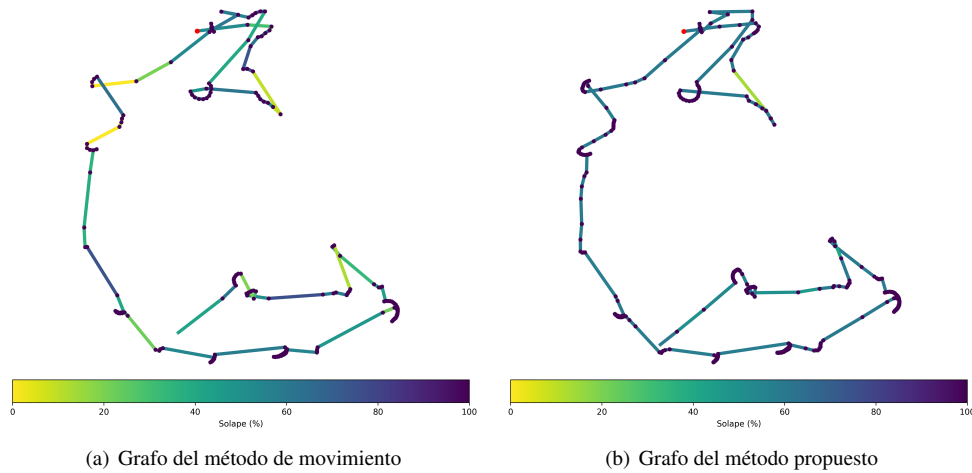 0 20 40 60 80 100
Solape (%)
(a) Grafo del método de movimiento
0 20 40 60 80 100
Solape (%)
(b) Grafo del método propuesto